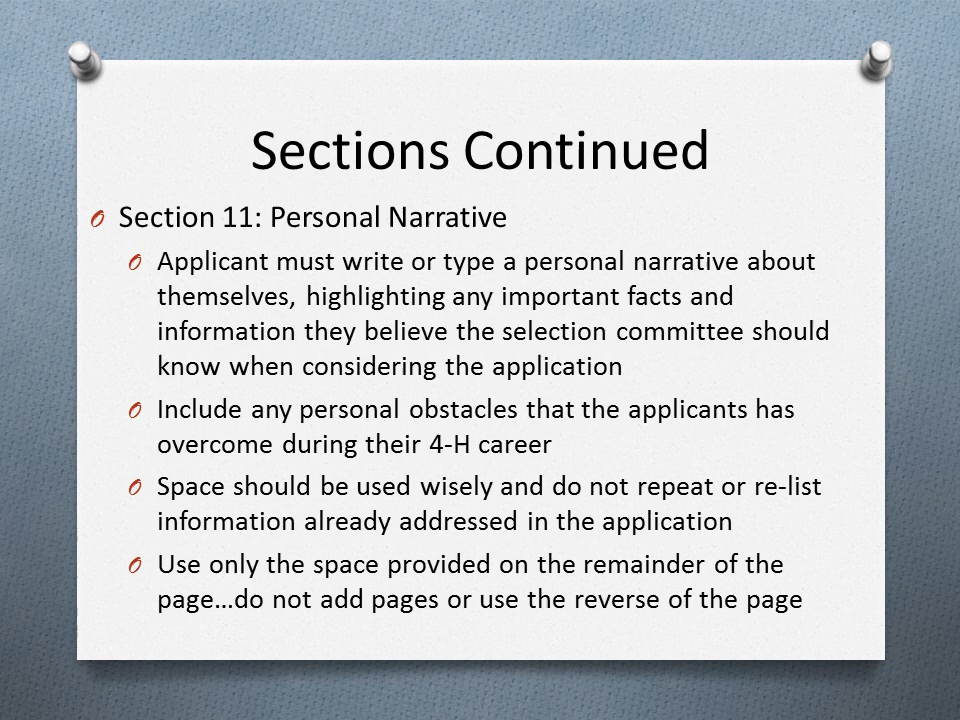 Sections Continued
Section 11: Personal Narrative
Applicant must write or type a personal narrative about
themselves, highlighting any important facts and
information they believe the selection committee should
know when considering the application
Include any personal obstacles that the applicants has
overcome during their 4-H career
Space should be used wisely and do not repeat or re-list
information already addressed in the application
Use only the space provided on the remainder of the
page…do not add pages or use the reverse of the page